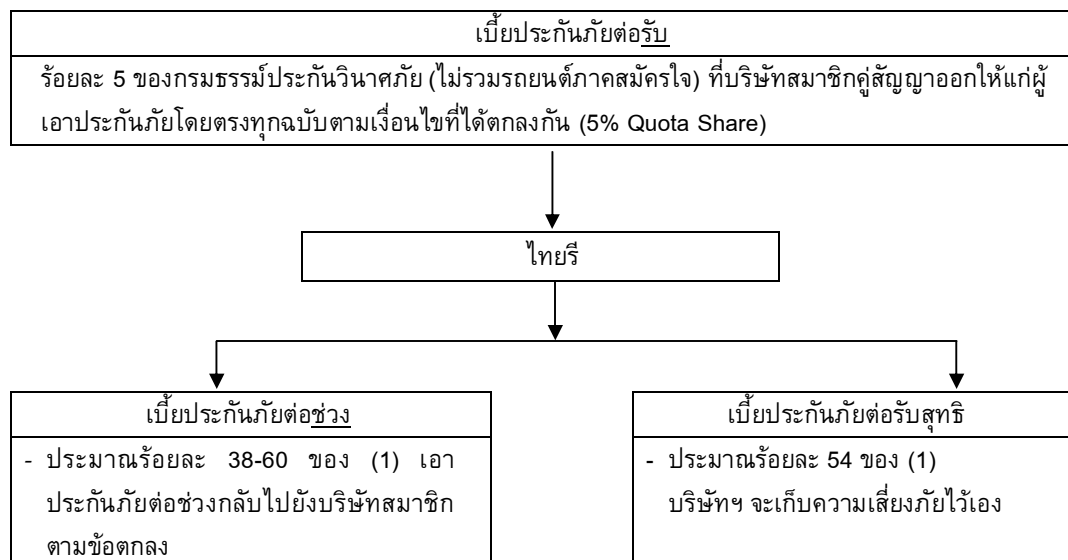 เบี้ยประกันภัยต่อรับ
ร้อยละ 5 ของกรมธรรม์ประกันวินาศภัย (ไม่รวมรถยนต์ภาคสมัครใจ) ที่บริษัทสมาชิกคู่สัญญาออกให้แก่ผู้
เอาประกันภัยโดยตรงทุกฉบับตามเงื่อนไขที่ได้ตกลงกัน (5% Quota Share)
ไทยรี
เบี้ยประกันภัยต่อช่วง
- ประมาณร้อยละ 38-60 ของ (1) เอา
ประกันภัยต่อช่วงกลับไปยังบริษัทสมาชิก
ตามข้อตกลง
เบี้ยประกันภัยต่อรับสุทธิ
- ประมาณร้อยละ 54 ของ (1)
บริษัทฯ จะเก็บความเสี่ยงภัยไว้เอง